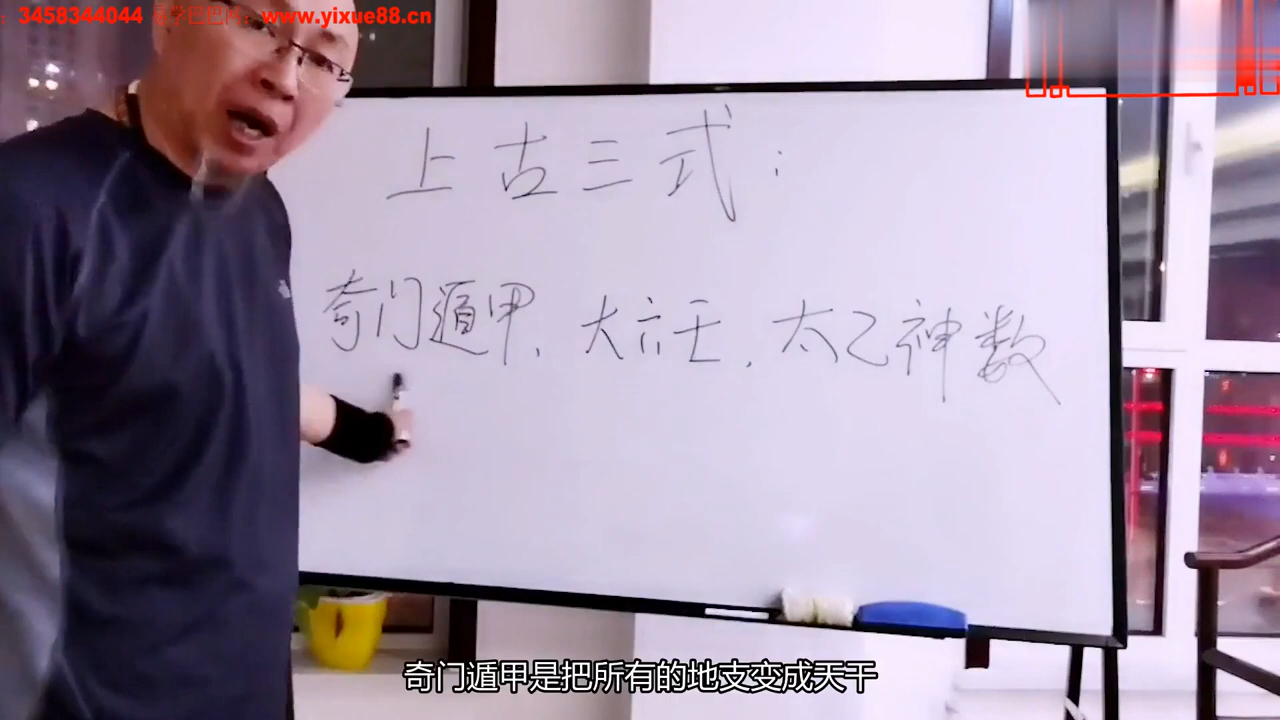 ：3458344044 易学巴巴网：www.yixue88.cn
上古三式：
奇门遁甲、大六壬、太乙神数
奇门遁甲是把所有的地支变成天干